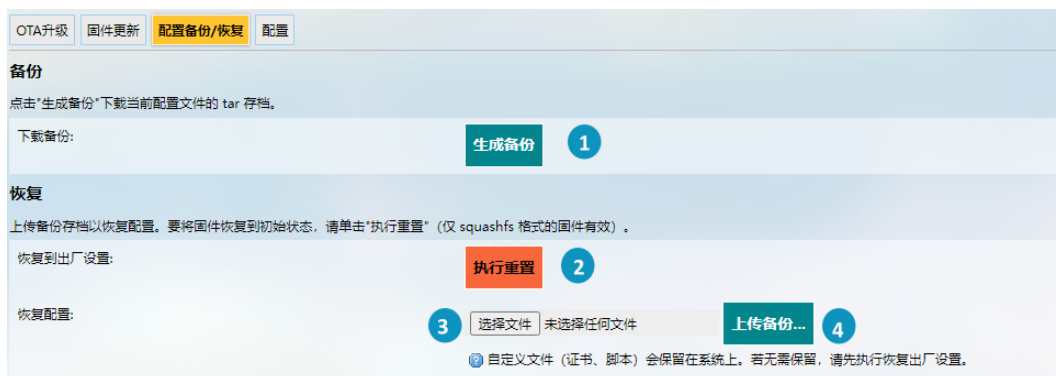 OTA升级 固件更新 配置备份/恢复 配置
备份
点击"生成备份"下载当前配置文件的 tar 存档。
下载备份: 生成备份 1
恢复
上传备份存档以恢复配置。要将固件恢复到初始状态，请单击"执行重置"（仅 squashfs 格式的固件有效）。
恢复到出厂设置: 执行重置 2
恢复配置: 3 选择文件 未选择任何文件 上传备份... 4
自定义文件（证书、脚本）会保留在系统上。若无需保留，请先执行恢复出厂设置。